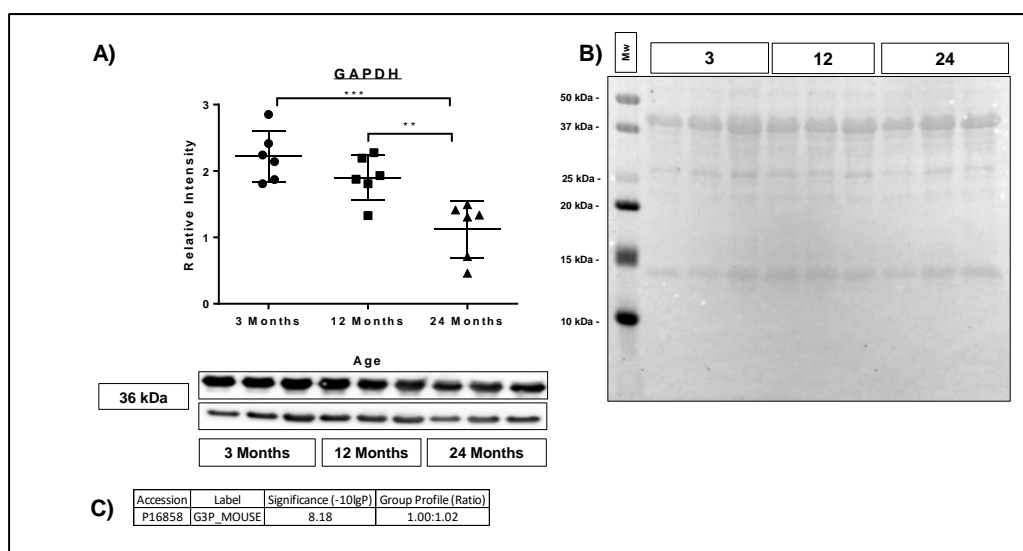 A)
GAPDH
***
**
3
2
1
0
Relative Intensity
3 Months 12 Months 24 Months
Age
36 kDa
3 Months 12 Months 24 Months
B)
Mw 3 12 24
50 kDa -
37 kDa -
25 kDa -
20 kDa -
15 kDa -
10 kDa -
C)
Accession Label Significance (-10lgP) Group Profile (Ratio)
P16858 G3P_MOUSE 8.18 1.00:1.02